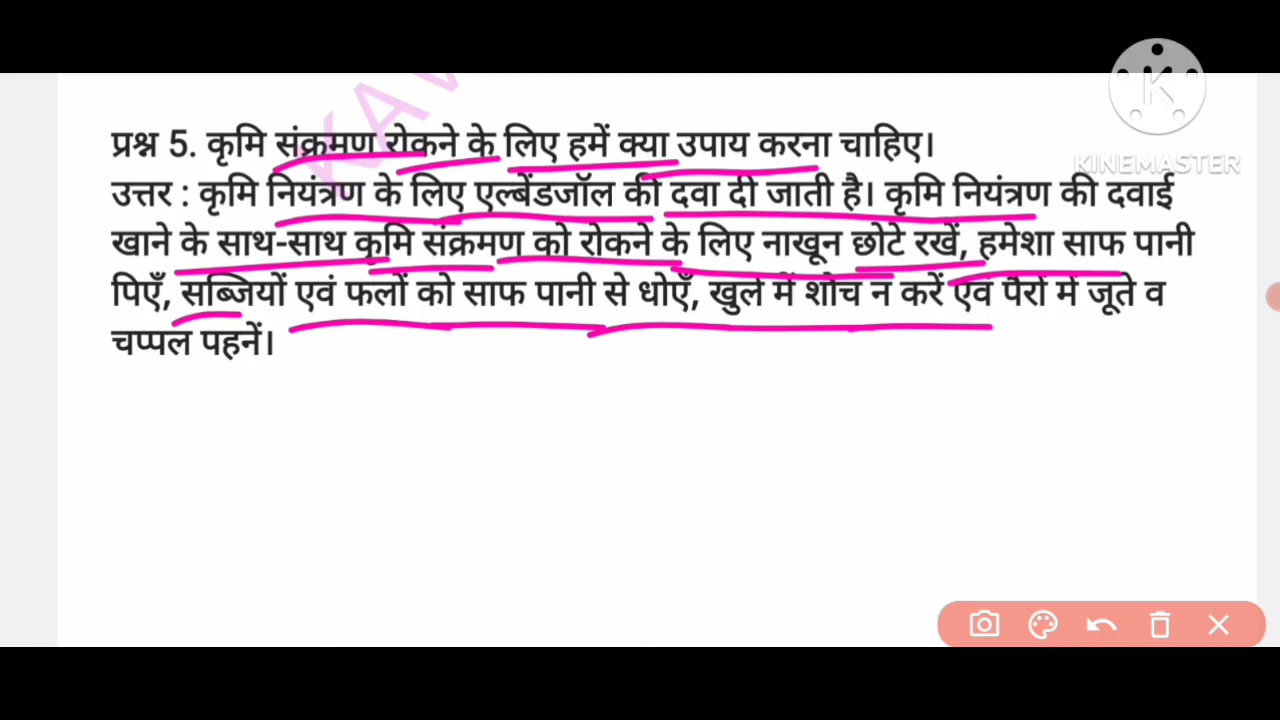 KAV
KINEMASTER
प्रश्न 5. कृमि संक्रमण रोकने के लिए हमें क्या उपाय करना चाहिए।
उत्तर : कृमि नियंत्रण के लिए एल्बेंडजॉल की दवा दी जाती है। कृमि नियंत्रण की दवाई
खाने के साथ-साथ कृमि संक्रमण को रोकने के लिए नाखून छोटे रखें, हमेशा साफ पानी
पिएँ, सब्जियों एवं फलों को साफ पानी से धोएँ, खुले में शौच न करें एवं पैरों में जूते व
चप्पल पहनें।